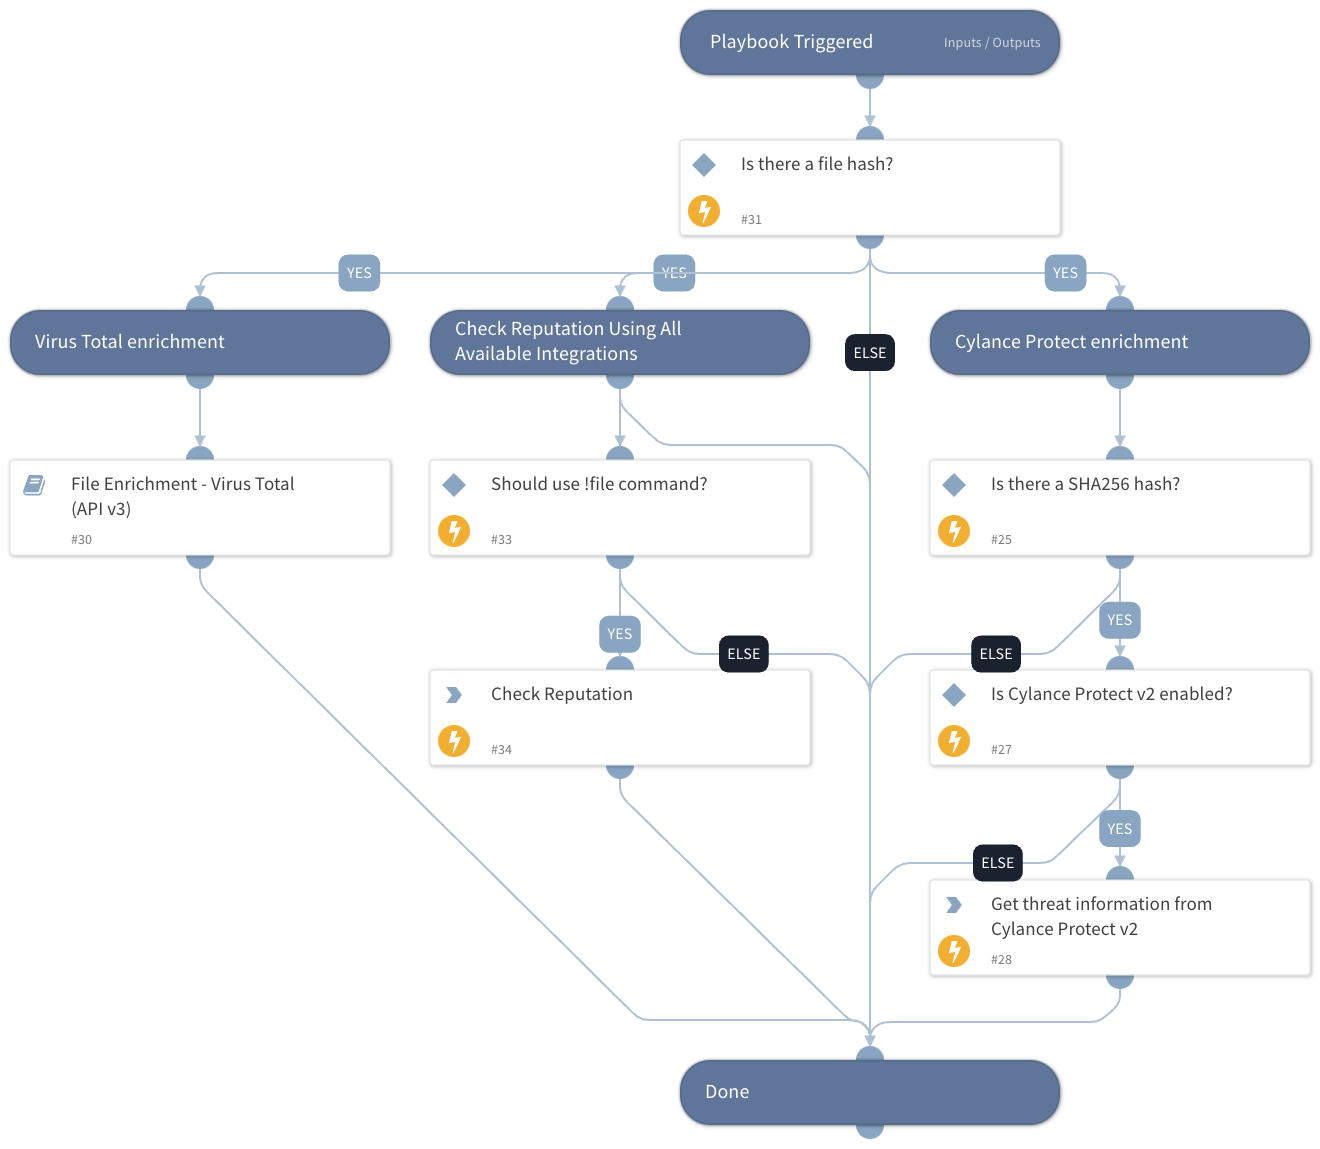 Playbook Triggered
Inputs / Outputs
Is there a file hash?
#31
YES
YES
YES
Virus Total enrichment
Check Reputation Using All
Available Integrations
ELSE
Cylance Protect enrichment
File Enrichment - Virus Total
(API v3)
#30
Should use !file command?
#33
Is there a SHA256 hash?
#25
YES
ELSE
ELSE
YES
Check Reputation
#34
Is Cylance Protect v2 enabled?
#27
YES
ELSE
Get threat information from
Cylance Protect v2
#28
Done